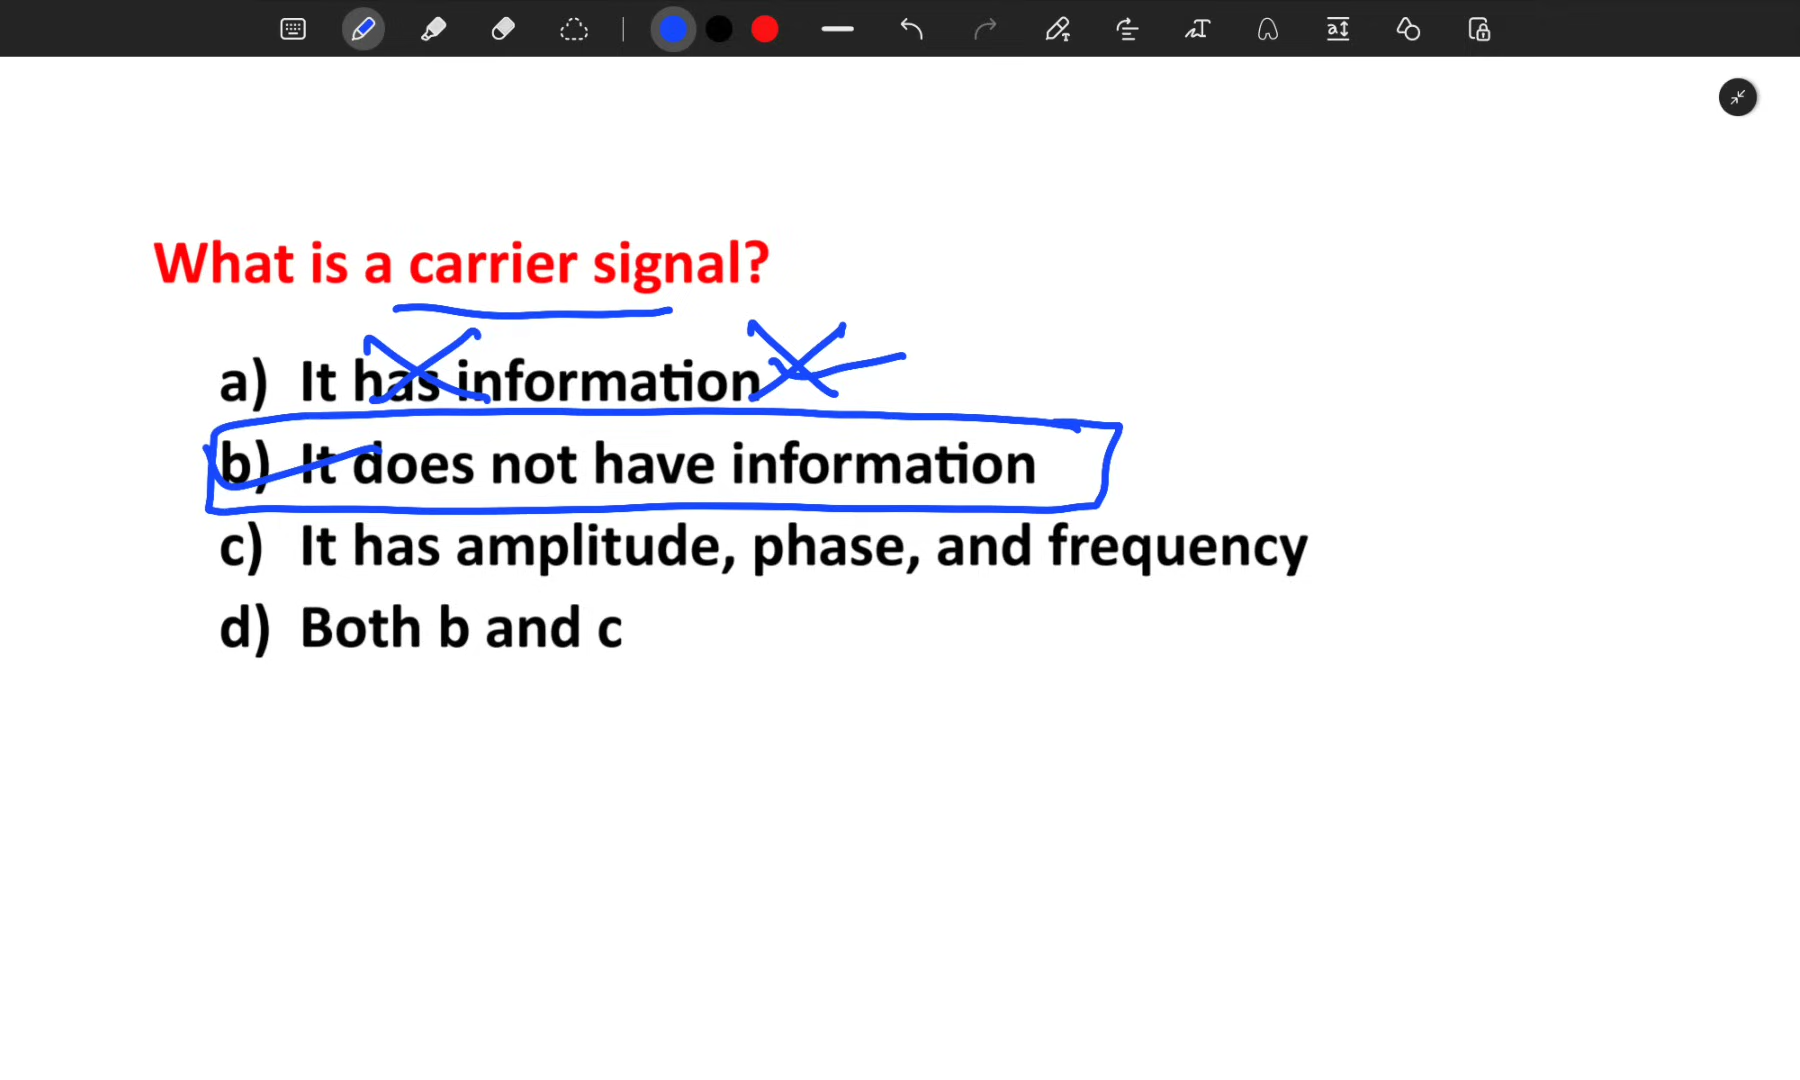 What is a carrier signal?
a) It has information
b) It does not have information
c) It has amplitude, phase, and frequency
d) Both b and c